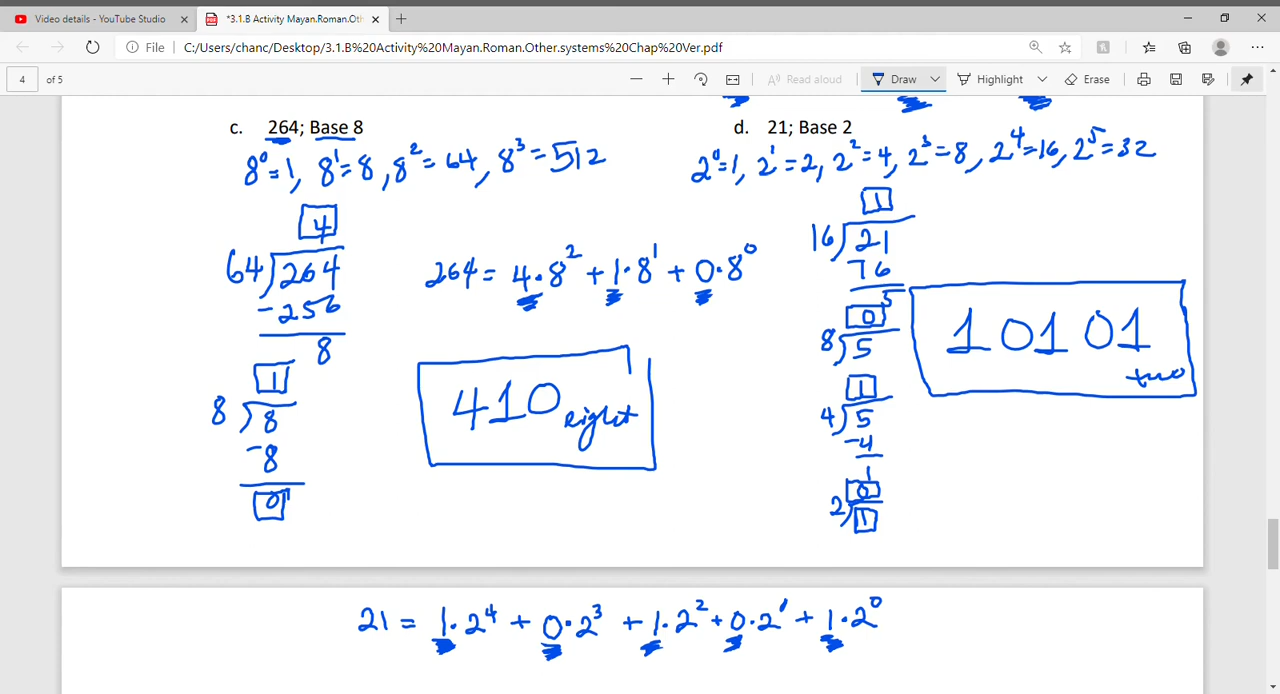 Video details - YouTube Studio
*3.1.B Activity Mayan.Roman.Oth
File C:/Users/chanc/Desktop/3.1.B%20Activity%20Mayan.Roman.Other.systems%20Chap%20Ver.pdf
4 of 5 Read aloud Draw Highlight Erase
c. 264; Base 8
8⁰=1, 8¹=8, 8²=64, 8³=512
4
64)264
-256
8
1
8)8
-8
0
264 = 4·8² + 1·8¹ + 0·8⁰
410 eight
d. 21; Base 2
2⁰=1, 2¹=2, 2²=4, 2³=8, 2⁴=16, 2⁵=32
1
16)21
16
5
0
8)5
1
4)5
-4
1
0
2)1
10101 two
21 = 1·2⁴ + 0·2³ + 1·2² + 0·2¹ + 1·2⁰